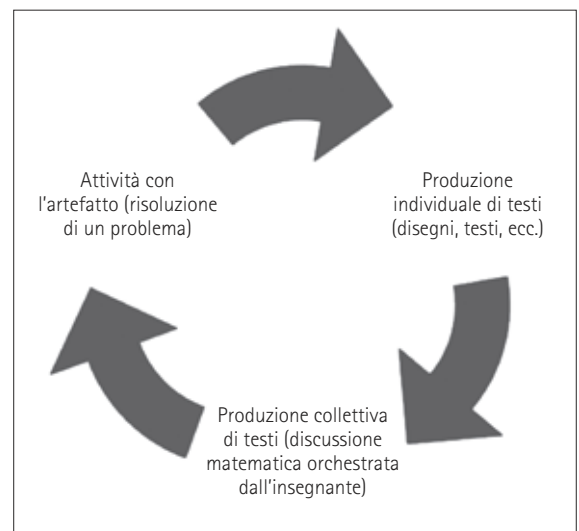 Attività con
l'artefatto (risoluzione
di un problema)
Produzione
individuale di testi
(disegni, testi, ecc.)
Produzione collettiva
di testi (discussione
matematica orchestrata
dall'insegnante)